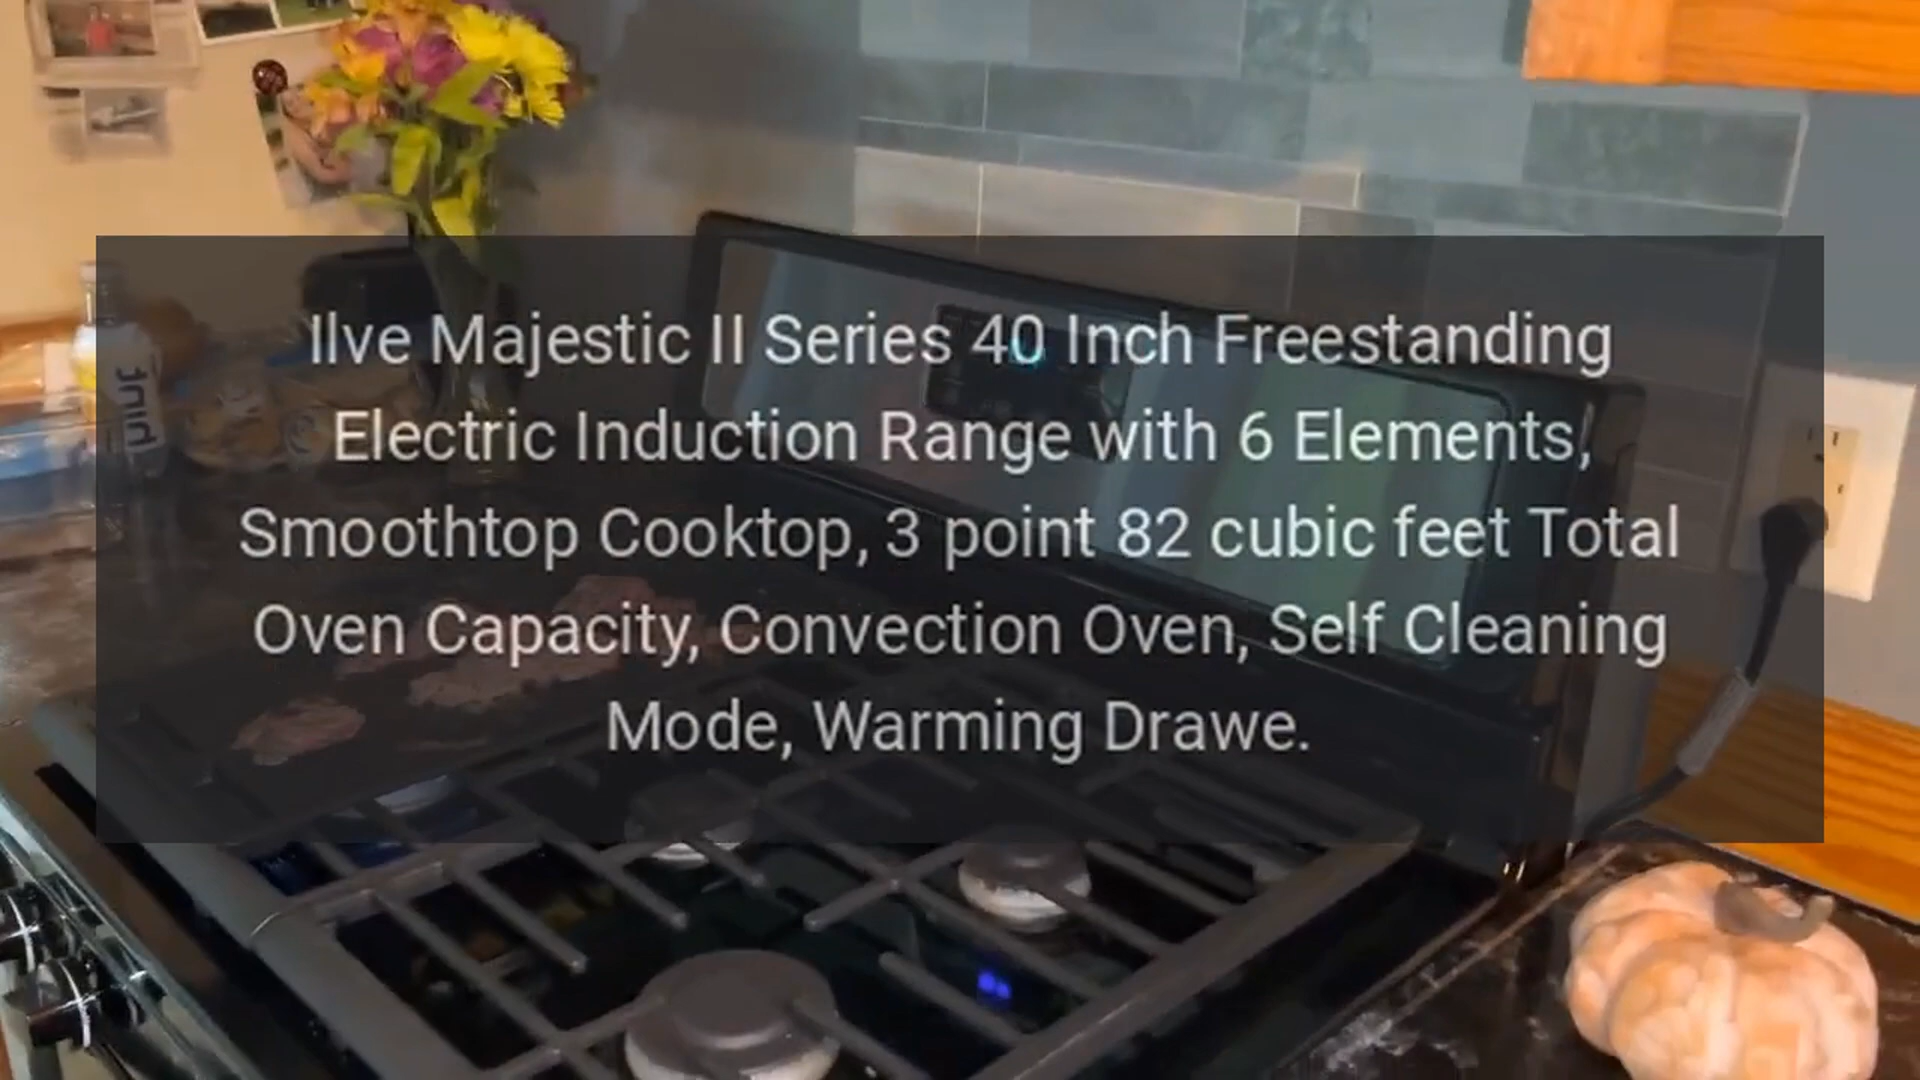 Ilve Majestic II Series 40 Inch Freestanding
Electric Induction Range with 6 Elements,
Smoothtop Cooktop, 3 point 82 cubic feet Total
Oven Capacity, Convection Oven, Self Cleaning
Mode, Warming Drawe.